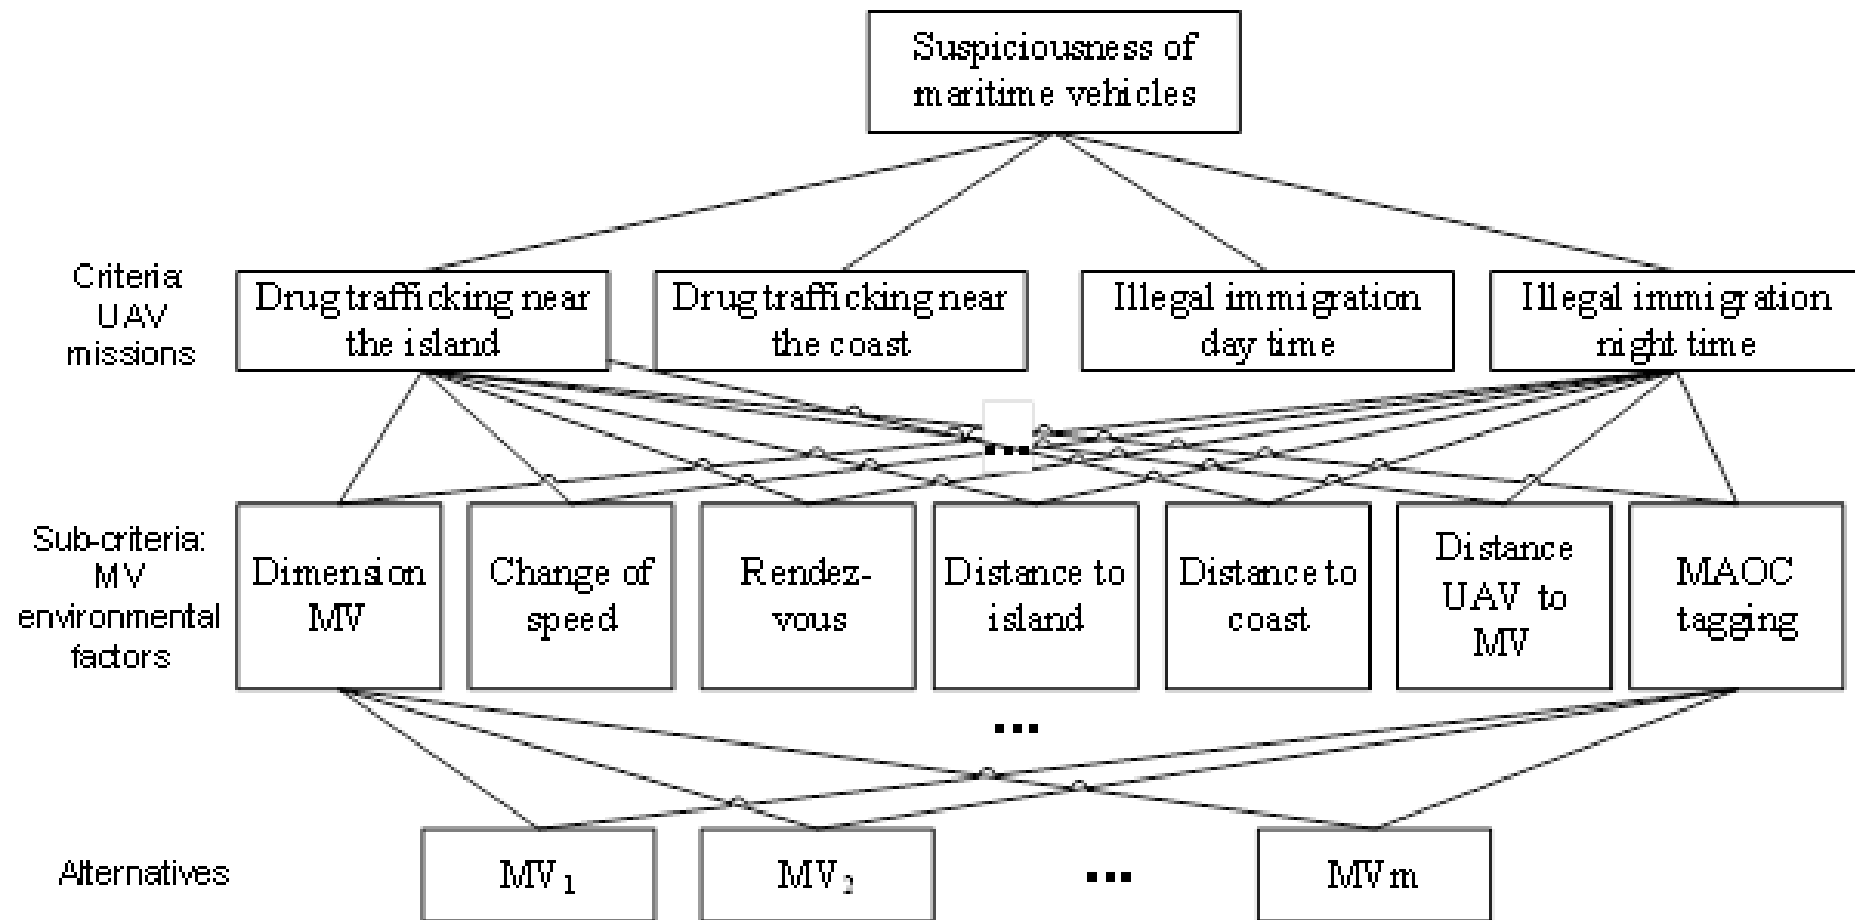 Suspiciousness of
maritime vehicles
Criteria:
UAV
missions
Drug trafficking near
the island
Drug trafficking near
the coast
Illegal immigration
day time
Illegal immigration
night time
...
Sub-criteria:
MV
environmental
factors
Dimension
MV
Change of
speed
Rendez-
vous
Distance to
island
Distance to
coast
Distance
UAV to
MV
MAOC
tagging
...
Alternatives
MV1
MV2
...
MVm